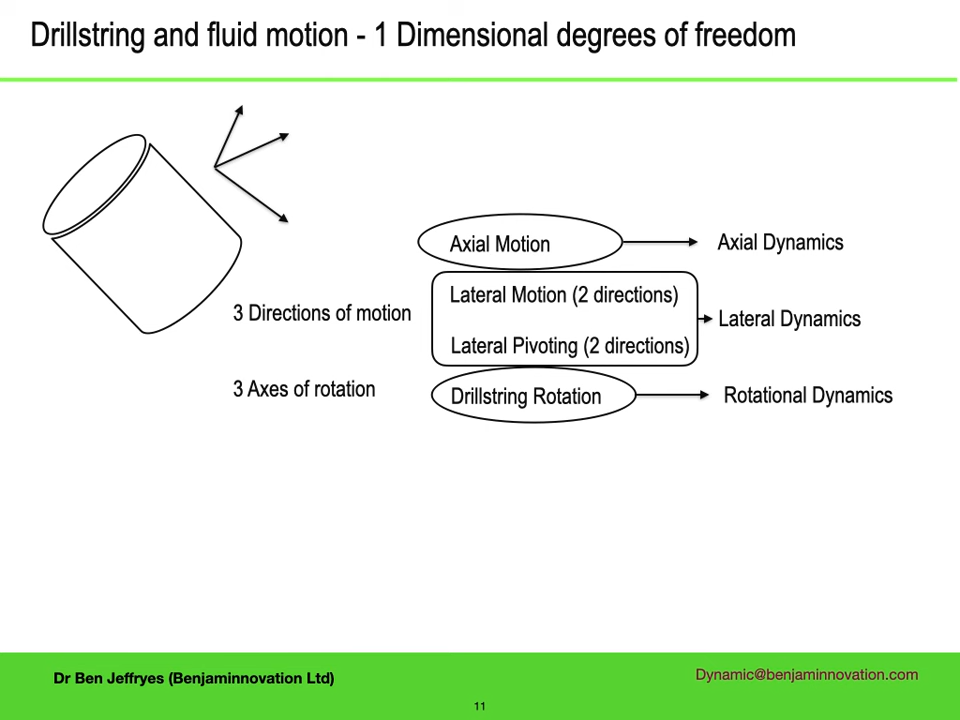 Drillstring and fluid motion - 1 Dimensional degrees of freedom
Axial Motion
Axial Dynamics
Lateral Motion (2 directions)
3 Directions of motion
Lateral Dynamics
Lateral Pivoting (2 directions)
3 Axes of rotation
Drillstring Rotation
Rotational Dynamics
Dr Ben Jeffryes (Benjaminnovation Ltd)
Dynamic@benjaminnovation.com
11